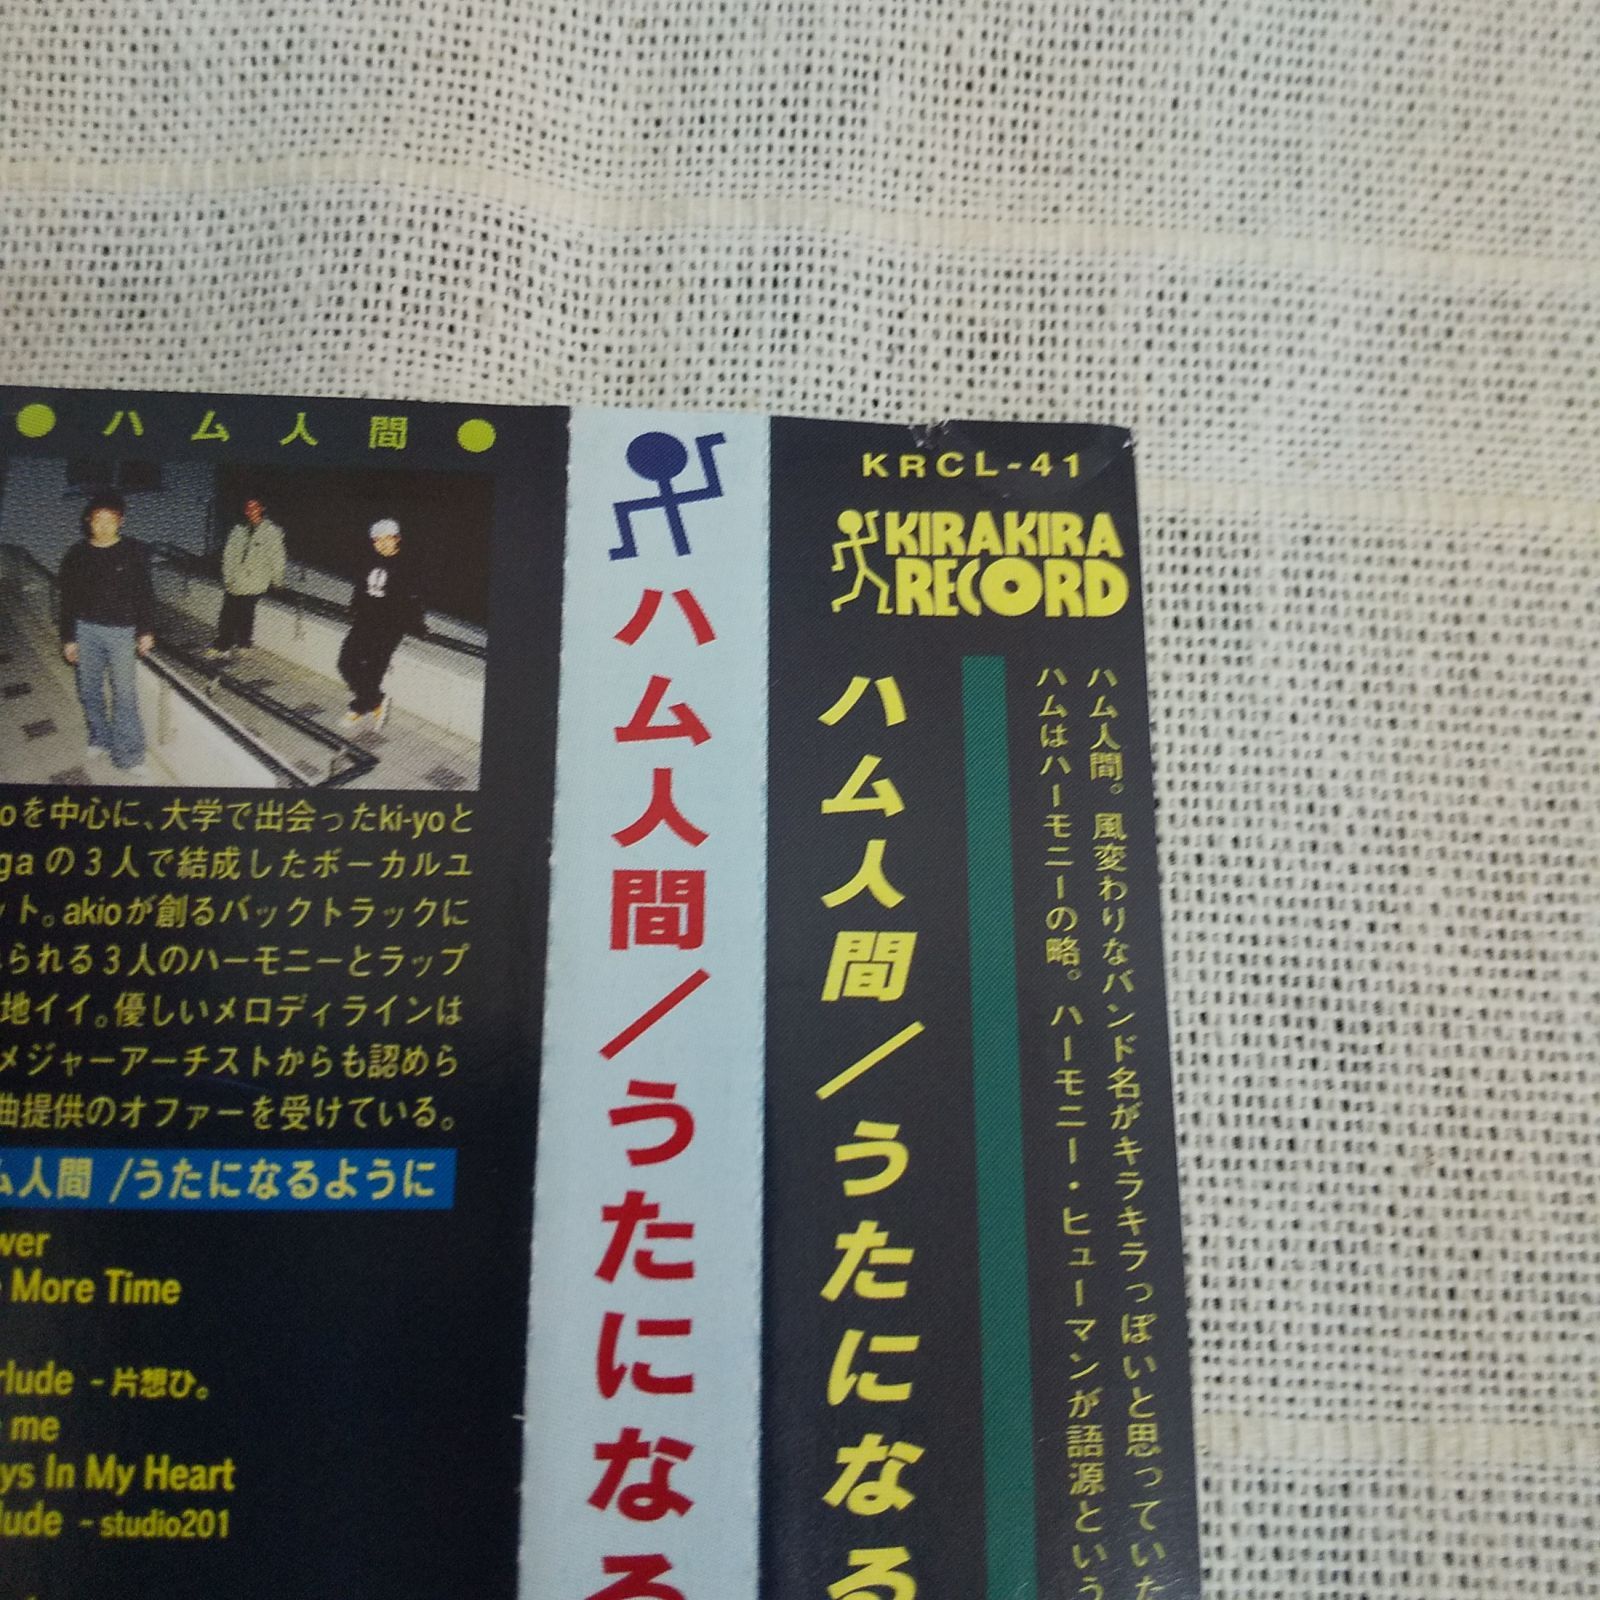 ● ハム人間 ●
oを中心に、大学で出会ったki-yoと
gaの3人で結成したボーカルユ
ット。akioが創るバックトラックに
られる3人のハーモニーとラップ
地イイ。優しいメロディラインは
メジャーアーチストからも認めら
曲提供のオファーを受けている。
ム人間 /うたになるように
wer
More Time
rlude - 片想ひ。
me
ys In My Heart
lude - studio201
ハム人間/うたになる
KRCL-41
KIRAKIRA
RECORD
ハム人間/うたになる
ハム人間。風変わりなバンド名がキラキラっぽいと思っていた
ハムはハーモニーの略。ハーモニー・ヒューマンが語源という